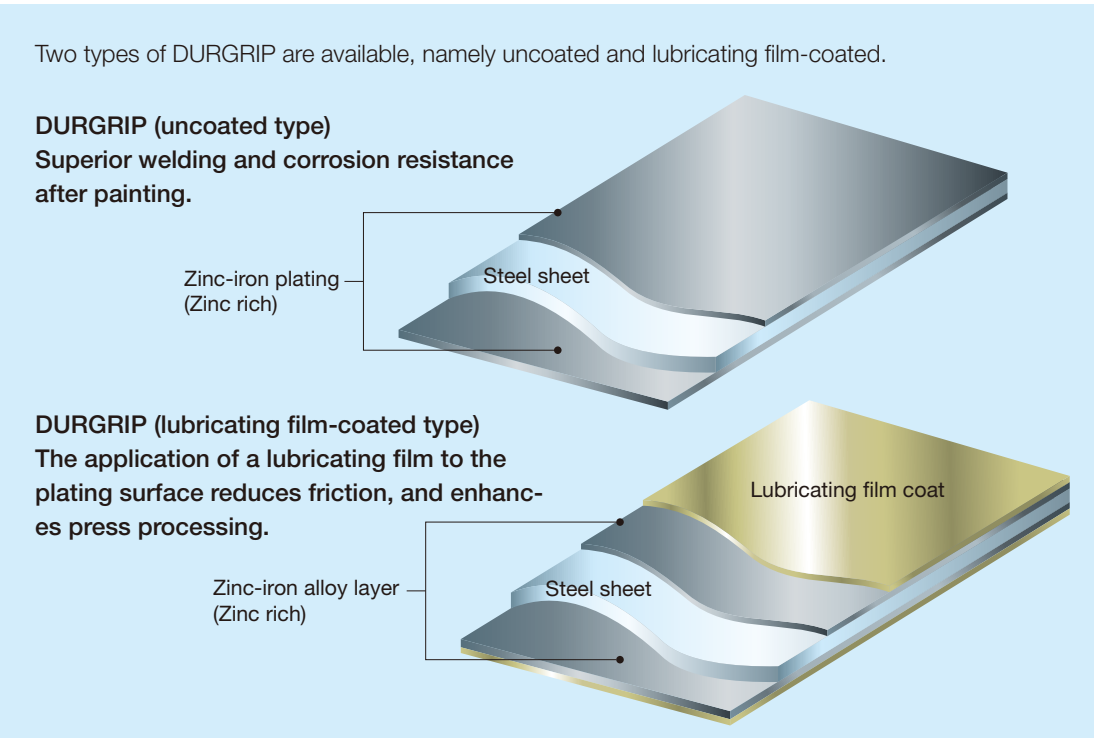 Two types of DURGRIP are available, namely uncoated and lubricating film-coated.
DURGRIP (uncoated type)
Superior welding and corrosion resistance
after painting.
Steel sheet
Zinc-iron plating
(Zinc rich)
DURGRIP (lubricating film-coated type)
The application of a lubricating film to the
plating surface reduces friction, and enhanc-
es press processing.
Lubricating film coat
Zinc-iron alloy layer
(Zinc rich)
Steel sheet